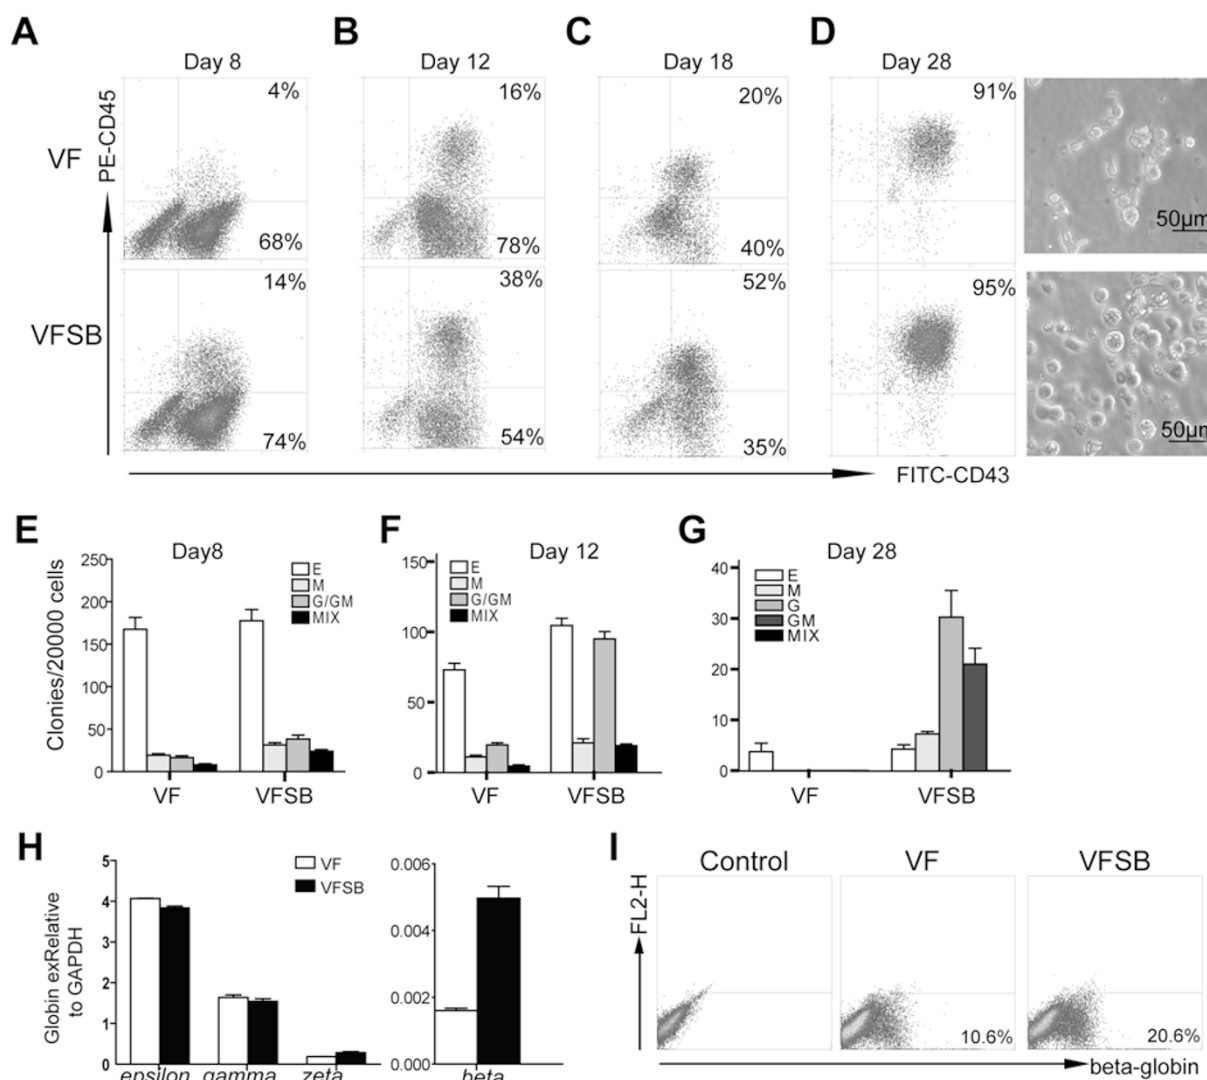 A
B
C
D
Day 8
Day 12
Day 18
Day 28
VF
PE-CD45
4%
68%
16%
78%
20%
40%
91%
50µm
VFSB
14%
74%
38%
54%
52%
35%
95%
50µm
FITC-CD43
E
Day8
Clonies/20000 cells
250
200
150
100
50
0
E
M
G/GM
MIX
VF
VFSB
F
Day 12
150
100
50
0
E
M
G/GM
MIX
VF
VFSB
G
Day 28
40
30
20
10
0
E
M
G
GM
MIX
VF
VFSB
H
Globin exRelative
to GAPDH
5
4
3
2
1
0
VF
VFSB
epsilon gamma zeta
0.006
0.004
0.002
0.000
beta
I
Control
VF
VFSB
FL2-H
10.6%
20.6%
beta-globin